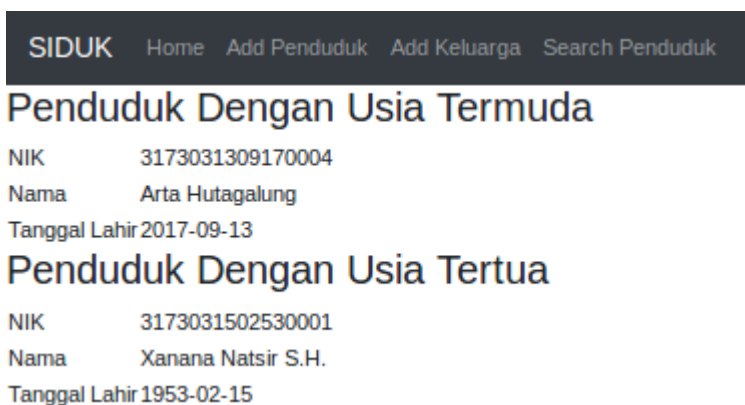 SIDUK Home Add Penduduk Add Keluarga Search Penduduk
Penduduk Dengan Usia Termuda
NIK 3173031309170004
Nama Arta Hutagalung
Tanggal Lahir 2017-09-13
Penduduk Dengan Usia Tertua
NIK 3173031502530001
Nama Xanana Natsir S.H.
Tanggal Lahir 1953-02-15